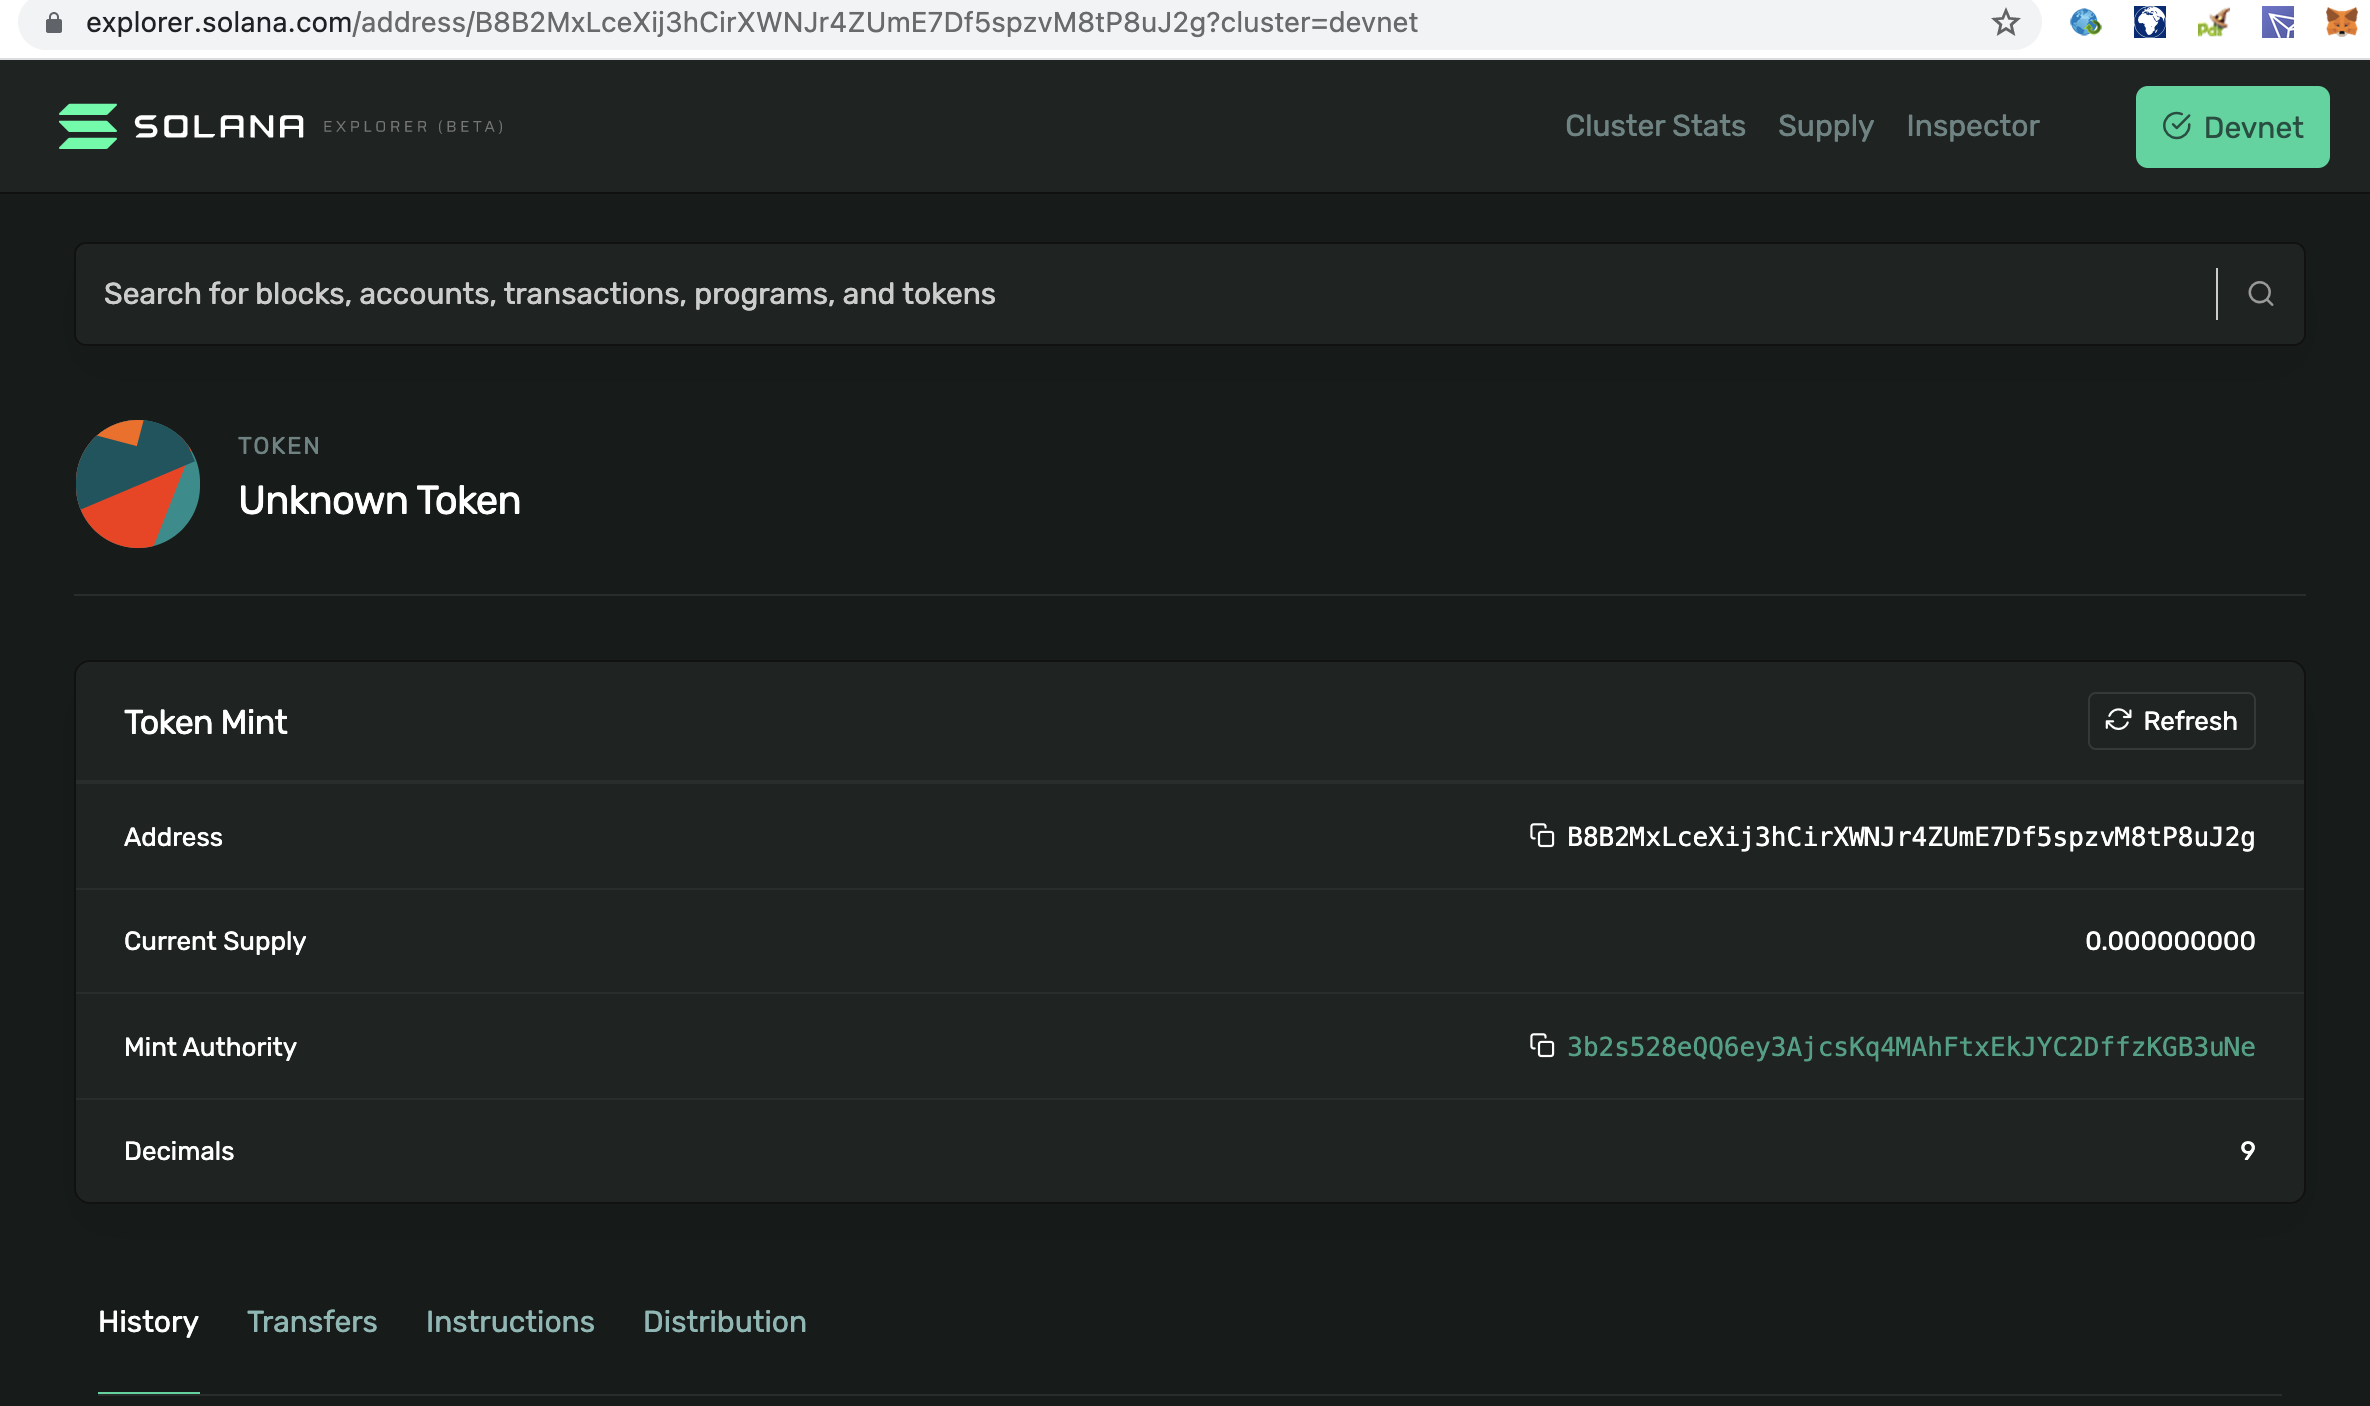 explorer.solana.com/address/B8B2MxLceXij3hCirXWNJr4ZUmE7Df5spzvM8tP8uJ2g?cluster=devnet
pdf
SOLANA EXPLORER (BETA)
Cluster Stats Supply Inspector Devnet
Search for blocks, accounts, transactions, programs, and tokens
TOKEN
Unknown Token
Token Mint Refresh
Address B8B2MxLceXij3hCirXWNJr4ZUmE7Df5spzvM8tP8uJ2g
Current Supply 0.000000000
Mint Authority 3b2s528eQQ6ey3AjcsKq4MAhFtxEkJYC2DffzKGB3uNe
Decimals 9
History Transfers Instructions Distribution